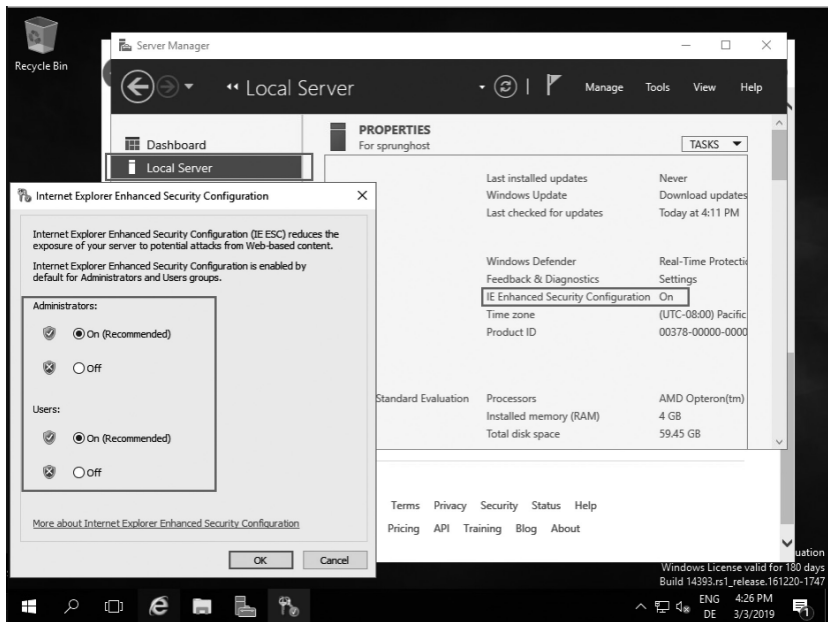 Recycle Bin
Server Manager
Local Server
Manage Tools View Help
Dashboard
Local Server
PROPERTIES
For sprunghost
TASKS
Last installed updates Never
Windows Update Download updates
Last checked for updates Today at 4:11 PM
Windows Defender Real-Time Protectic
Feedback & Diagnostics Settings
IE Enhanced Security Configuration On
Time zone (UTC-08:00) Pacific
Product ID 00378-00000-0000
Standard Evaluation Processors AMD Opteron(tm)
Installed memory (RAM) 4 GB
Total disk space 59.45 GB
Internet Explorer Enhanced Security Configuration
Internet Explorer Enhanced Security Configuration (IE ESC) reduces the
exposure of your server to potential attacks from Web-based content.
Internet Explorer Enhanced Security Configuration is enabled by
default for Administrators and Users groups.
Administrators:
On (Recommended)
Off
Users:
On (Recommended)
Off
More about Internet Explorer Enhanced Security Configuration
OK Cancel
Terms Privacy Security Status Help
Pricing API Training Blog About
uation
Windows License valid for 180 days
Build 14393.rs1_release.161220-1747
ENG 4:26 PM
DE 3/3/2019
1